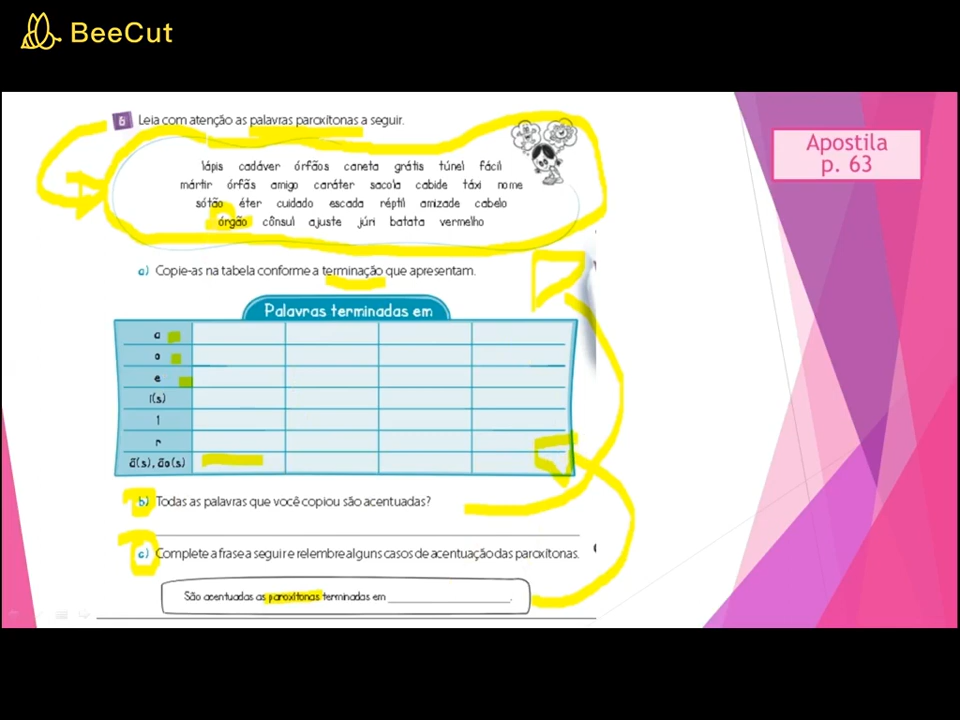 BeeCut
6 Leia com atenção as palavras paroxítonas a seguir.
Apostila
p. 63
lápis cadáver órfãos caneta grátis túnel fácil
mártir órfãs amigo caráter sacola cabide táxi nome
sótão éter cuidado escada réptil amizade cabelo
órgão cônsul ajuste júri batata vermelho
a) Copie-as na tabela conforme a terminação que apresentam.
Palavras terminadas em
a
o
e
i(s)
l
r
ã(s), ão(s)
b) Todas as palavras que você copiou são acentuadas?
c) Complete a frase a seguir e relembre alguns casos de acentuação das paroxítonas.
São acentuadas as paroxítonas terminadas em ____________________.